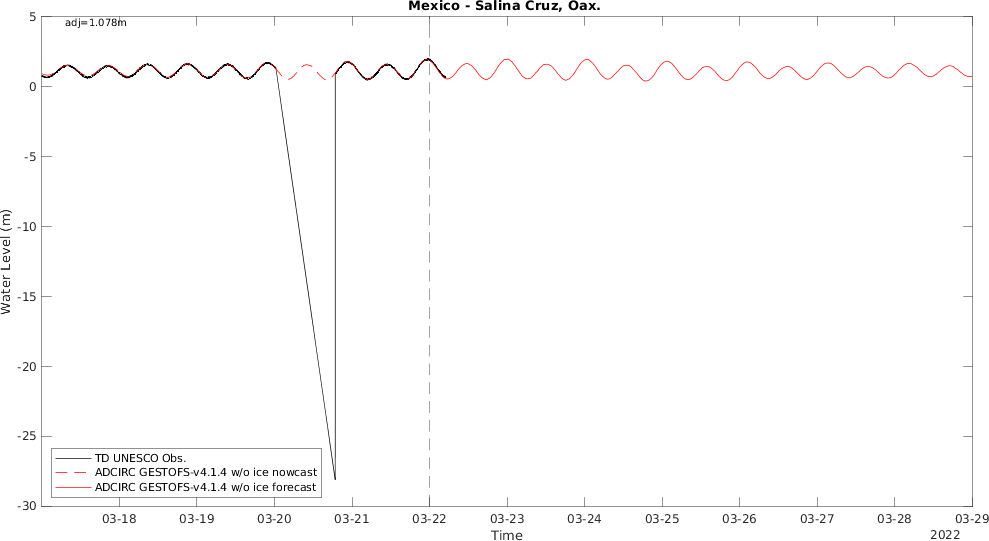 Mexico - Salina Cruz, Oax.
adj=1.078m
5
0
-5
-10
-15
-20
-25
-30
Water Level (m)
TD UNESCO Obs.
ADCIRC GESTOFS-v4.1.4 w/o ice nowcast
ADCIRC GESTOFS-v4.1.4 w/o ice forecast
03-18 03-19 03-20 03-21 03-22 03-23 03-24 03-25 03-26 03-27 03-28 03-29
Time
2022